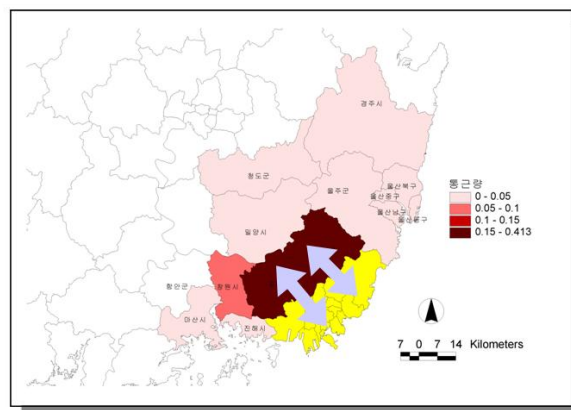 경주시
청도군
울주군
울산북구
울산중구
밀양시
울산남구
울산동구
함안군
창원시
마산시
진해시
통근량
0 - 0.05
0.05 - 0.1
0.1 - 0.15
0.15 - 0.413
7 0 7 14 Kilometers